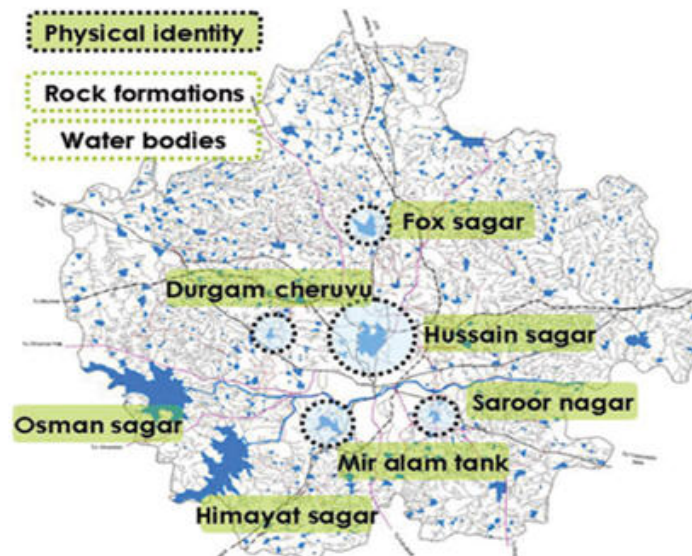 Physical identity
Rock formations
Water bodies
Fox sagar
Durgam cheruvu
Hussain sagar
Saroor nagar
Osman sagar
Mir alam tank
Himayat sagar